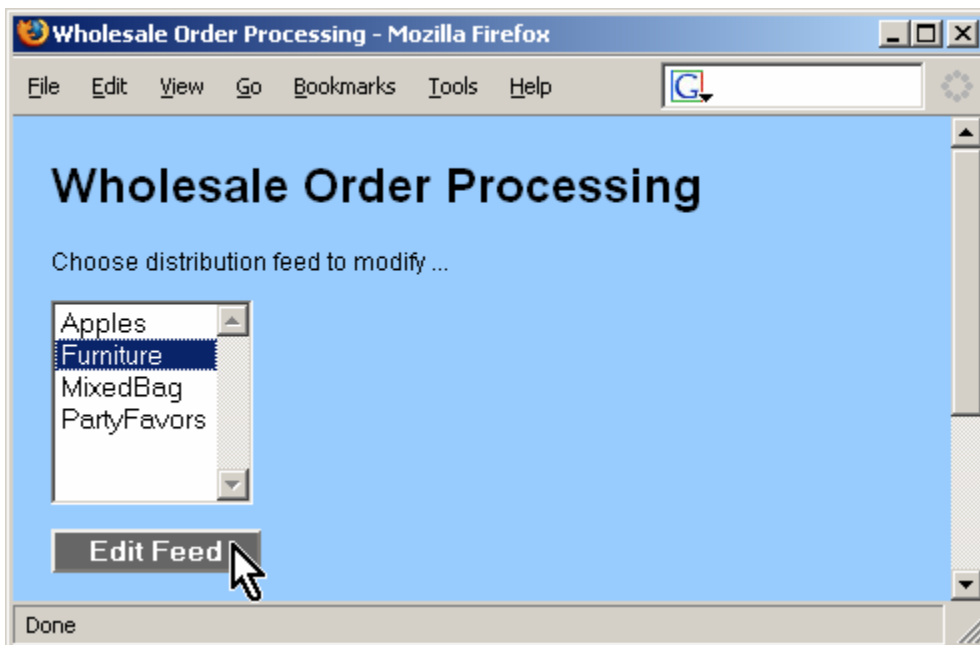 Wholesale Order Processing - Mozilla Firefox
File Edit View Go Bookmarks Tools Help
G
Wholesale Order Processing
Choose distribution feed to modify ...
Apples
Furniture
MixedBag
PartyFavors
Edit Feed
Done